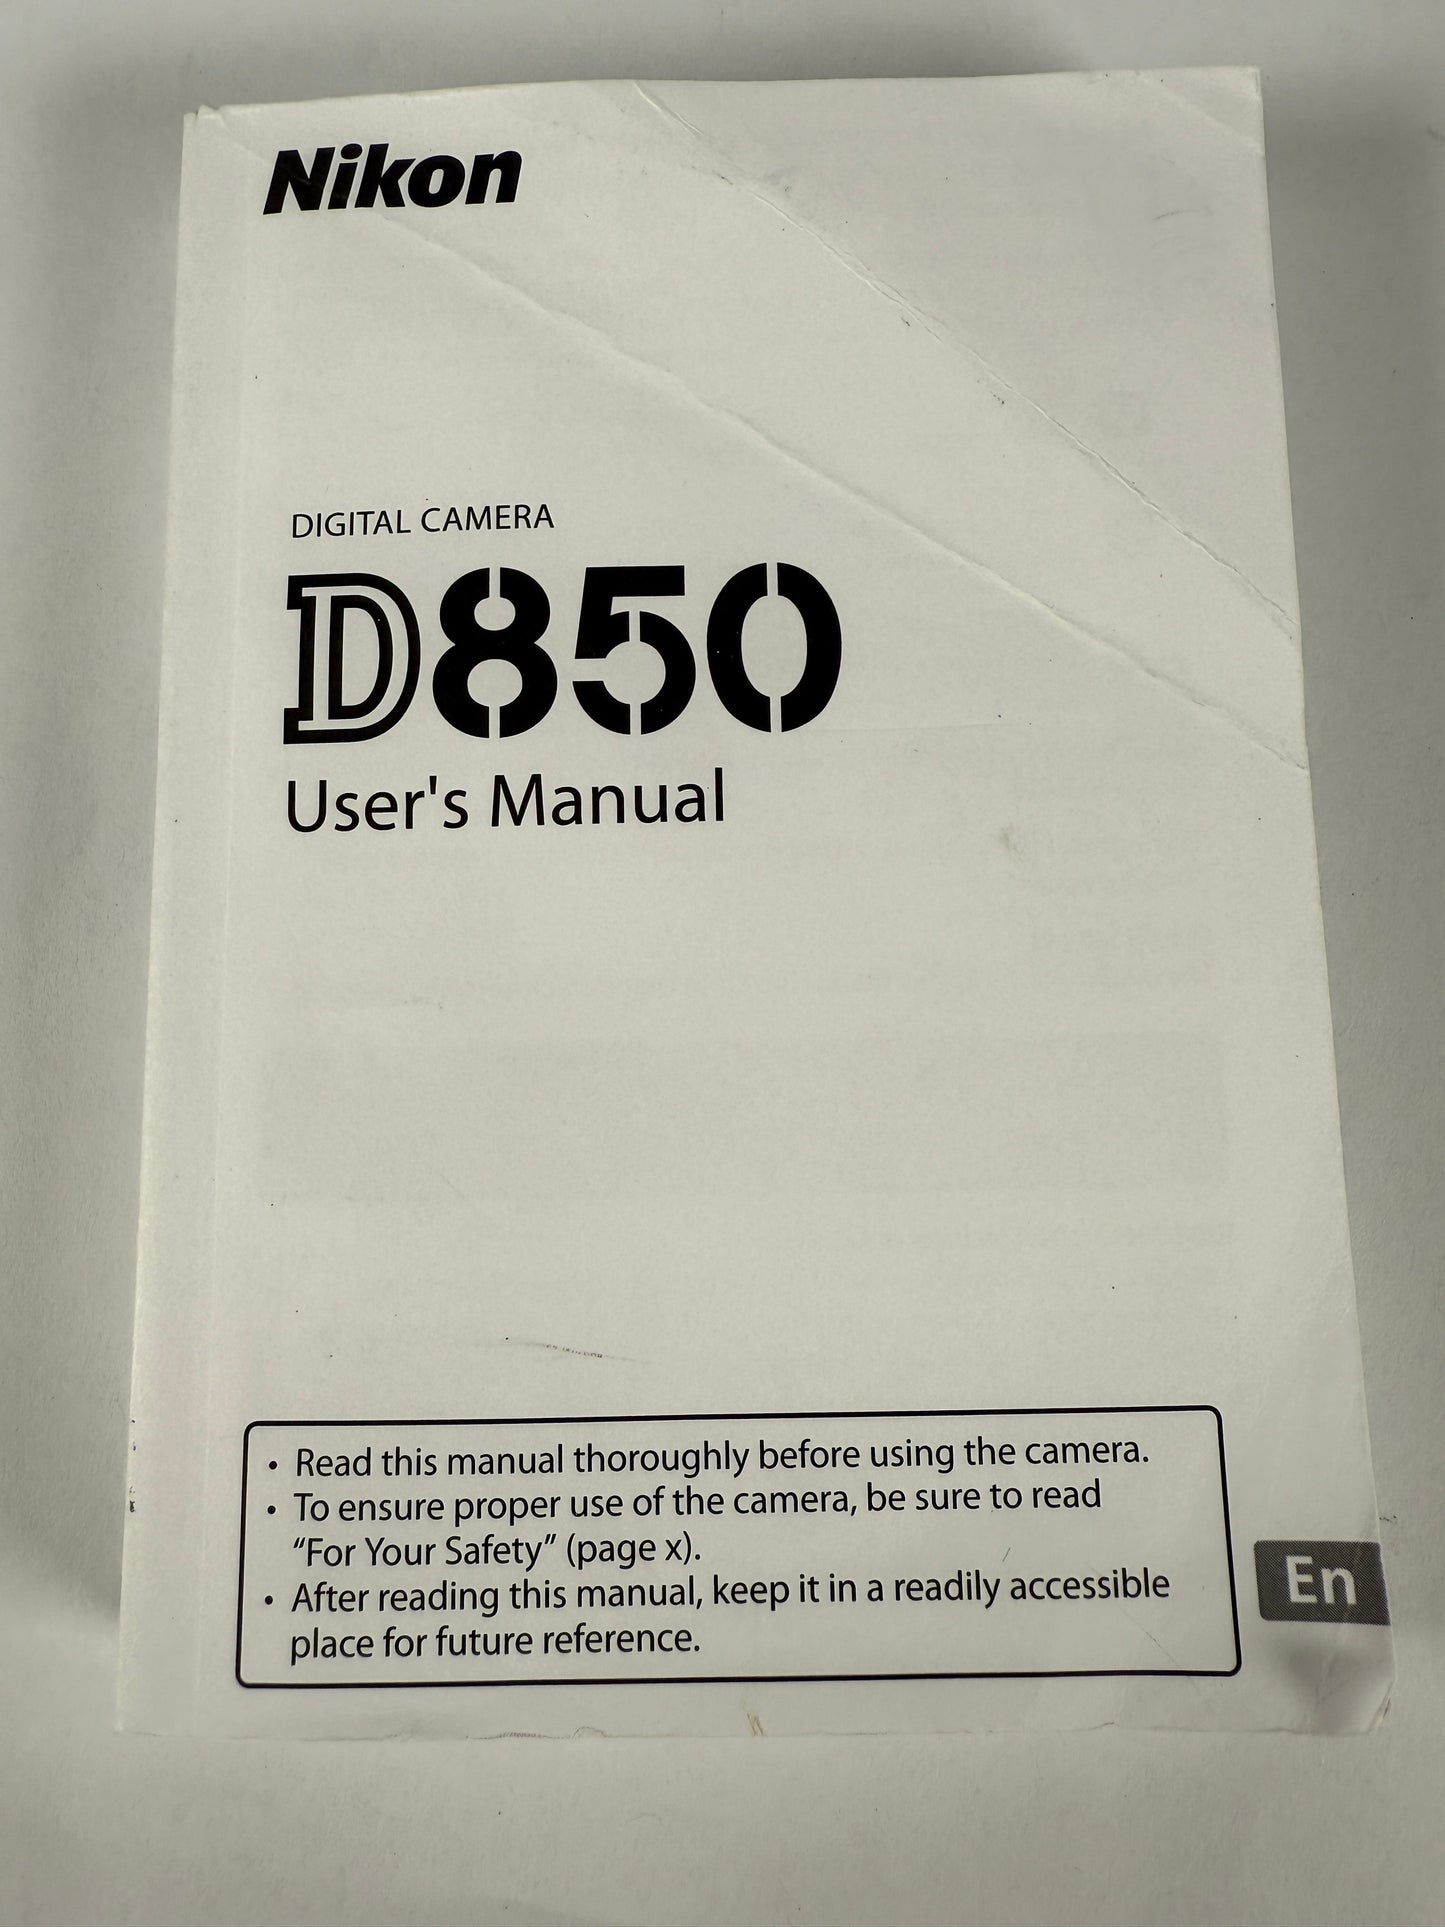 Nikon
DIGITAL CAMERA
D850
User's Manual
• Read this manual thoroughly before using the camera.
• To ensure proper use of the camera, be sure to read
“For Your Safety” (page x).
• After reading this manual, keep it in a readily accessible
place for future reference.
En